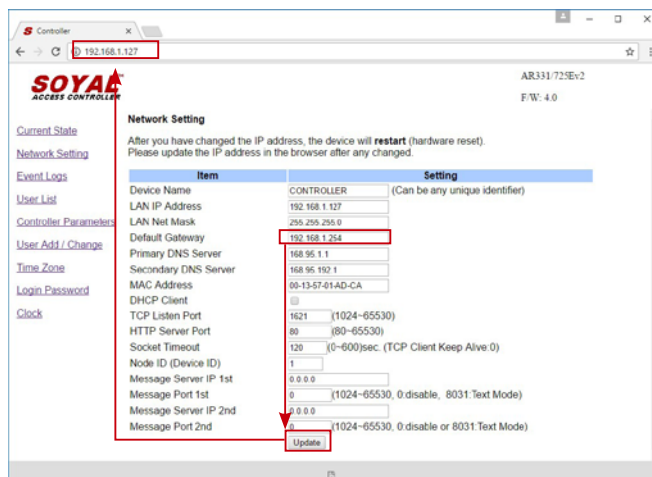 S Controller
192.168.1.127
SOYAL™
ACCESS CONTROLLER
AR331/725Ev2
F/W: 4.0
Current State
Network Setting
Event Logs
User List
Controller Parameters
User Add / Change
Time Zone
Login Password
Clock
Network Setting
After you have changed the IP address, the device will restart (hardware reset).
Please update the IP address in the browser after any changed.
Item Setting
Device Name CONTROLLER (Can be any unique identifier)
LAN IP Address 192.168.1.127
LAN Net Mask 255.255.255.0
Default Gateway 192.168.1.254
Primary DNS Server 168.95.1.1
Secondary DNS Server 168.95.192.1
MAC Address 00-13-57-01-AD-CA
DHCP Client
TCP Listen Port 1621 (1024~65530)
HTTP Server Port 80 (80~65530)
Socket Timeout 120 (0~600)sec. (TCP Client Keep Alive:0)
Node ID (Device ID) 1
Message Server IP 1st 0.0.0.0
Message Port 1st 0 (1024~65530, 0:disable, 8031:Text Mode)
Message Server IP 2nd 0.0.0.0
Message Port 2nd 0 (1024~65530, 0:disable or 8031:Text Mode)
Update